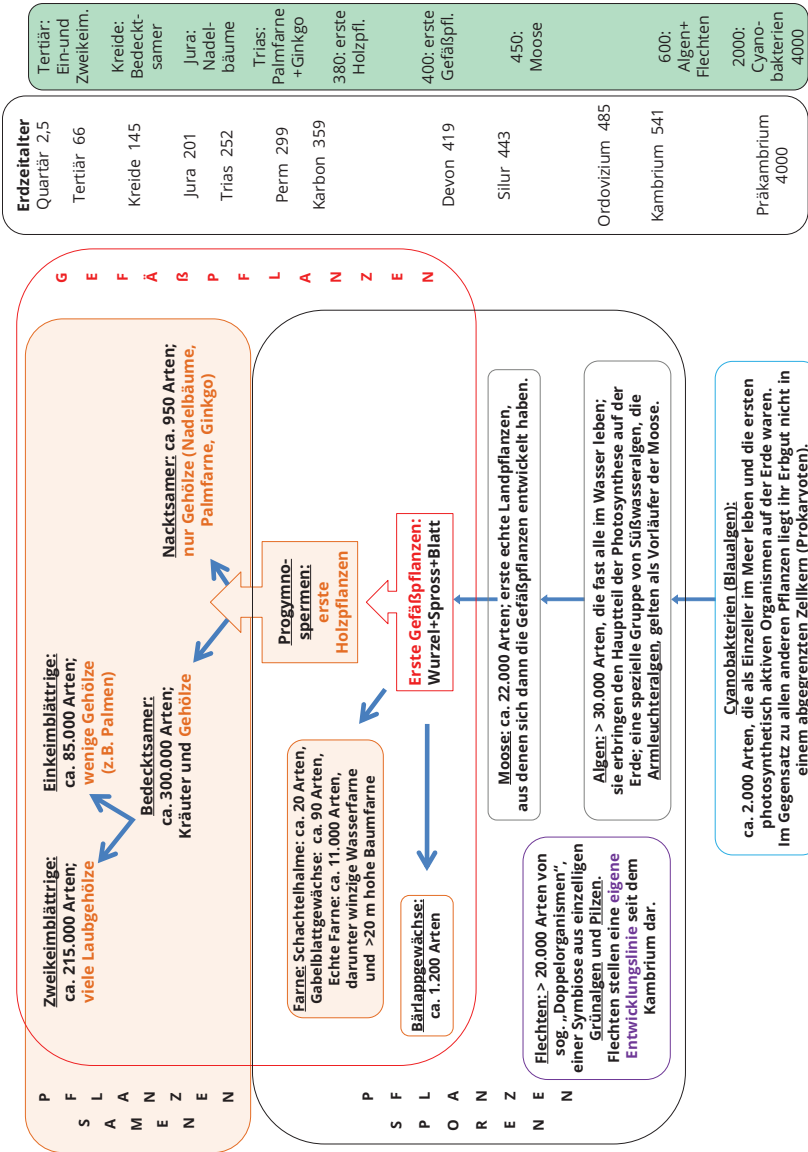 P F
S L
A A
M N
E Z
N E
N
Zweikeimblättrige:
ca. 215.000 Arten;
viele Laubgehölze
Einkeimblättrige:
ca. 85.000 Arten;
wenige Gehölze
(z.B. Palmen)
Bedecktsamer:
ca. 300.000 Arten;
Kräuter und Gehölze
Nacktsamer: ca. 950 Arten;
nur Gehölze (Nadelbäume,
Palmfarne, Ginkgo)
G
E
F
Ä
ß
P
F
L
A
N
Z
E
N
P
S F
P L
O A
R N
E Z
N E
N
Farne: Schachtelhalme: ca. 20 Arten,
Gabelblattgewächse: ca. 90 Arten,
Echte Farne: ca. 11.000 Arten,
darunter winzige Wasserfarne
und >20 m hohe Baumfarne
Progymno-
spermen:
erste
Holzpflanzen
Bärlappgewächse:
ca. 1.200 Arten
Erste Gefäßpflanzen:
Wurzel+Spross+Blatt
Moose: ca. 22.000 Arten; erste echte Landpflanzen,
aus denen sich dann die Gefäßpflanzen entwickelt haben.
Flechten: > 20.000 Arten von
sog. „Doppelorganismen",
einer Symbiose aus einzelligen
Grünalgen und Pilzen.
Flechten stellen eine eigene
Entwicklungslinie seit dem
Kambrium dar.
Algen: > 30.000 Arten, die fast alle im Wasser leben;
sie erbringen den Hauptteil der Photosynthese auf der
Erde; eine spezielle Gruppe von Süßwasseralgen, die
Armleuchteralgen, gelten als Vorläufer der Moose.
Cyanobakterien (Blaualgen):
ca. 2.000 Arten, die als Einzeller im Meer leben und die ersten
photosynthetisch aktiven Organismen auf der Erde waren.
Im Gegensatz zu allen anderen Pflanzen liegt ihr Erbgut nicht in
einem abgegrenzten Zellkern (Prokaryoten).
Erdzeitalter
Quartär 2,5
Tertiär 66
Kreide 145
Jura 201
Trias 252
Perm 299
Karbon 359
Devon 419
Silur 443
Ordovizium 485
Kambrium 541
Präkambrium
4000
Tertiär:
Ein-und
Zweikeim.
Kreide:
Bedeckt-
samer
Jura:
Nadel-
bäume
Trias:
Palmfarne
+Ginkgo
380: erste
Holzpfl.
400: erste
Gefäßpfl.
450:
Moose
600:
Algen+
Flechten
2000:
Cyano-
bakterien
4000